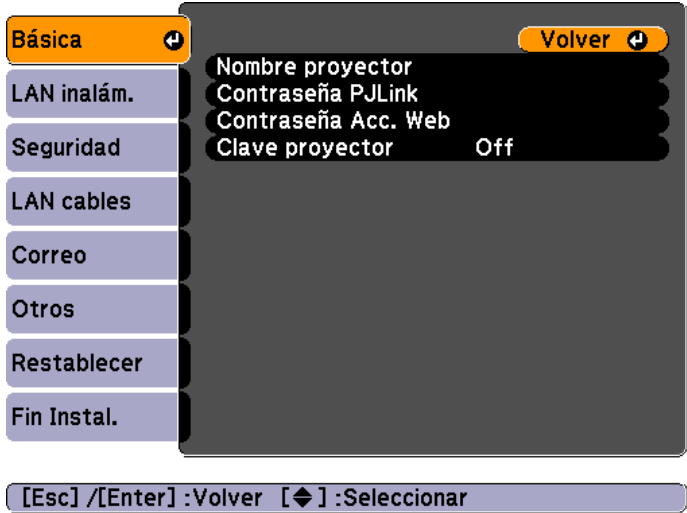 Básica
Volver
Nombre proyector
LAN inalám.
Contraseña PJLink
Contraseña Acc. Web
Seguridad
Clave proyector Off
LAN cables
Correo
Otros
Restablecer
Fin Instal.
[Esc] /[Enter] :Volver [◆] :Seleccionar